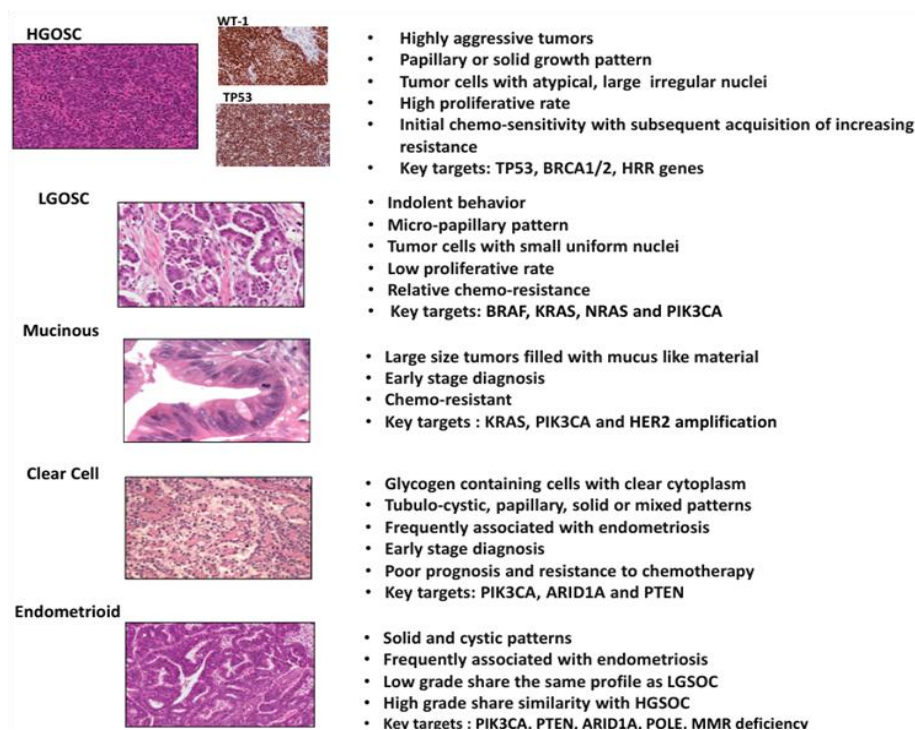 HGOSC
WT-1
TP53
• Highly aggressive tumors
• Papillary or solid growth pattern
• Tumor cells with atypical, large irregular nuclei
• High proliferative rate
• Initial chemo-sensitivity with subsequent acquisition of increasing
resistance
• Key targets: TP53, BRCA1/2, HRR genes
LGOSC
• Indolent behavior
• Micro-papillary pattern
• Tumor cells with small uniform nuclei
• Low proliferative rate
• Relative chemo-resistance
• Key targets: BRAF, KRAS, NRAS and PIK3CA
Mucinous
• Large size tumors filled with mucus like material
• Early stage diagnosis
• Chemo-resistant
• Key targets : KRAS, PIK3CA and HER2 amplification
Clear Cell
• Glycogen containing cells with clear cytoplasm
• Tubulo-cystic, papillary, solid or mixed patterns
• Frequently associated with endometriosis
• Early stage diagnosis
• Poor prognosis and resistance to chemotherapy
• Key targets: PIK3CA, ARID1A and PTEN
Endometrioid
• Solid and cystic patterns
• Frequently associated with endometriosis
• Low grade share the same profile as LGSOC
• High grade share similarity with HGSOC
• Key targets : PIK3CA, PTEN, ARID1A, POLE, MMR deficiency